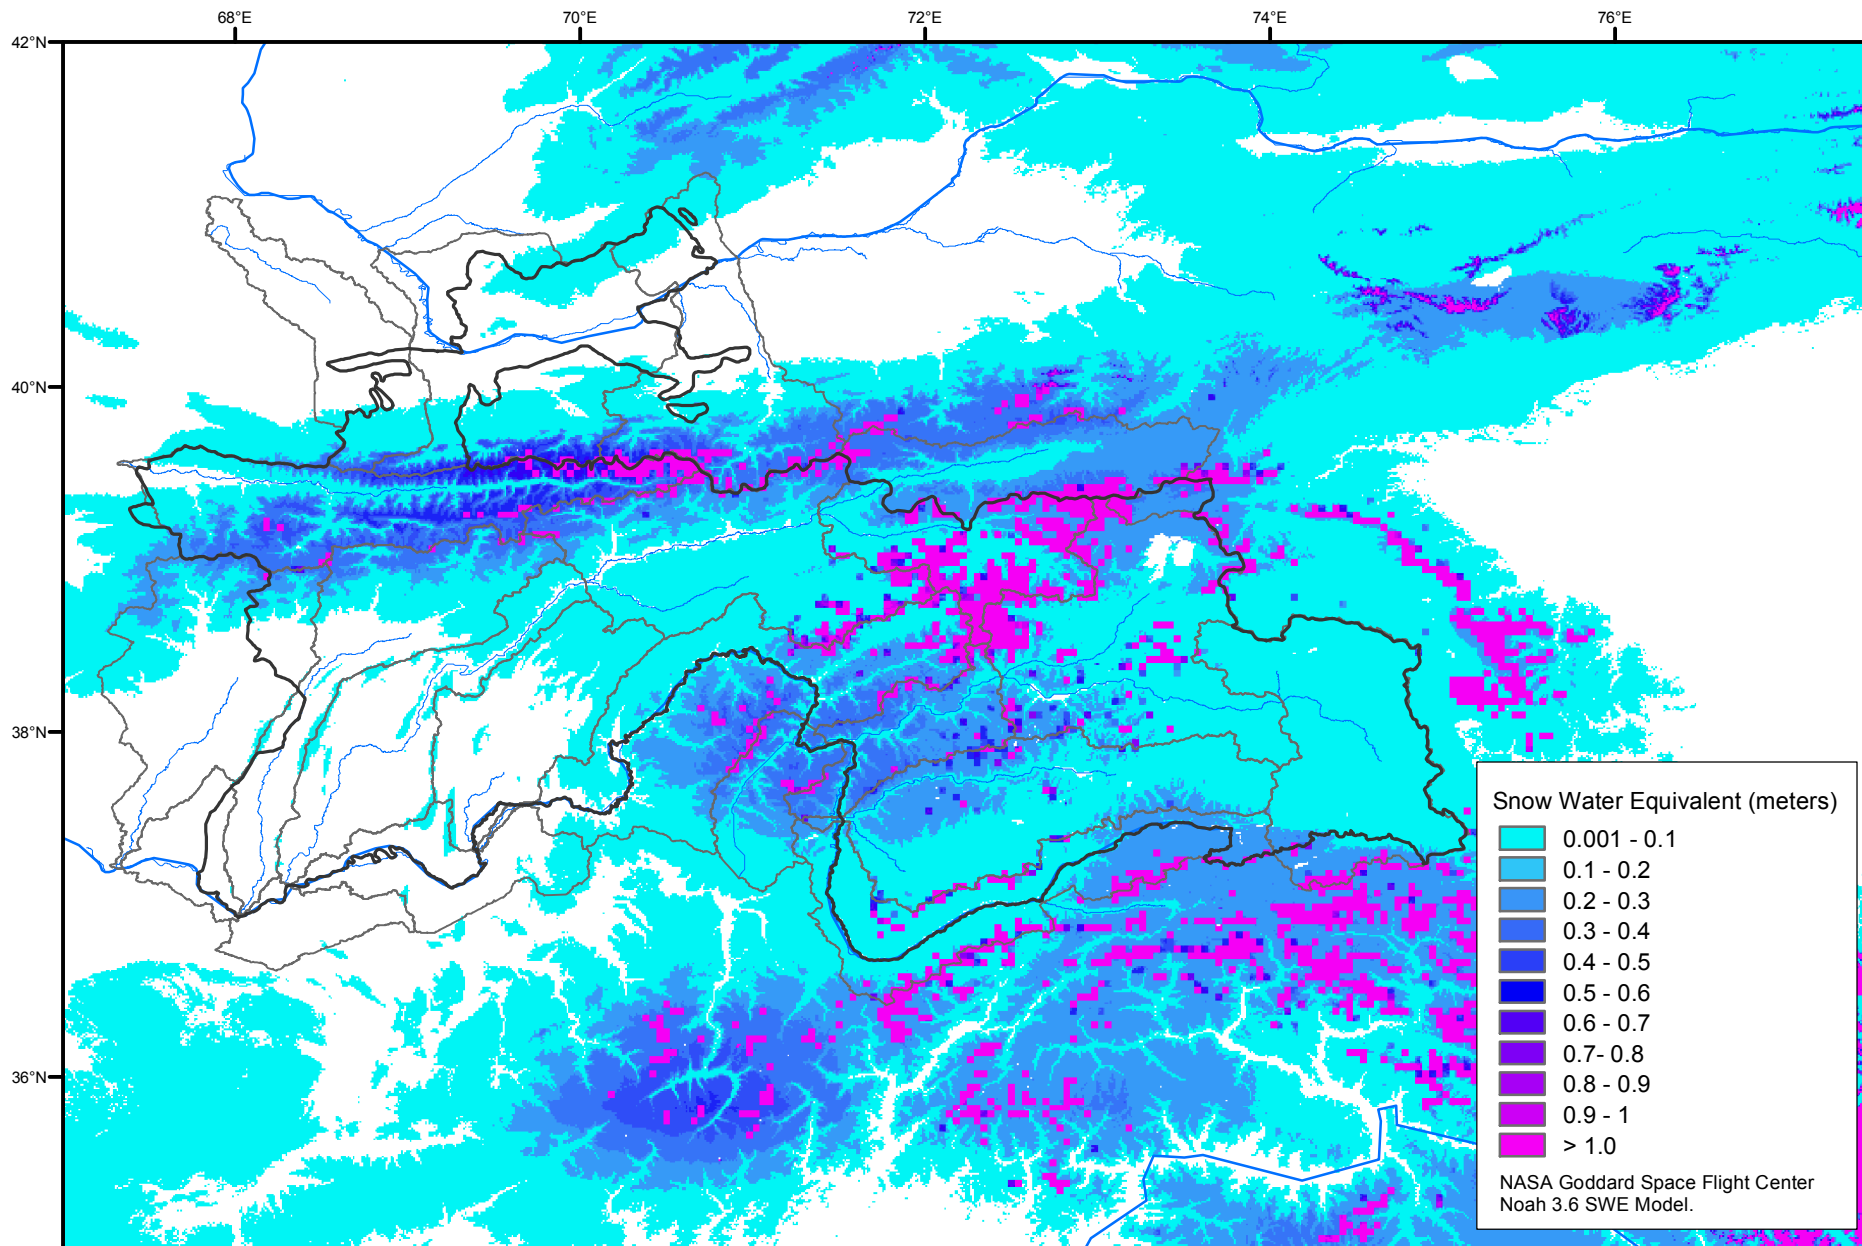 68°E
70°E
72°E
74°E
76°E
42°N
40°N
38°N
36°N
Snow Water Equivalent (meters)
0.001 - 0.1
0.1 - 0.2
0.2 - 0.3
0.3 - 0.4
0.4 - 0.5
0.5 - 0.6
0.6 - 0.7
0.7- 0.8
0.8 - 0.9
0.9 - 1
> 1.0
NASA Goddard Space Flight Center
Noah 3.6 SWE Model.